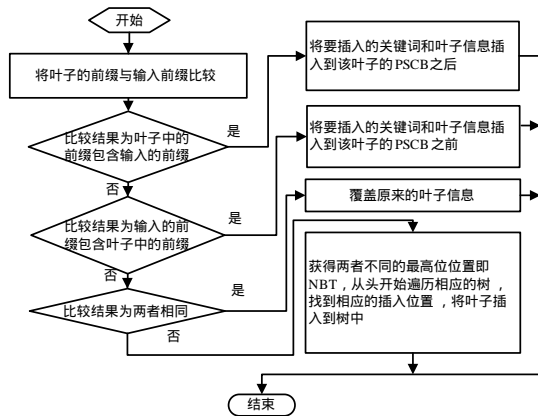 开始
将叶子的前缀与输入前缀比较
比较结果为叶子中的
前缀包含输入的前缀
是
否
将要插入的关键词和叶子信息插
入到该叶子的PSCB之后
比较结果为输入的前
缀包含叶子中的前缀
是
否
将要插入的关键词和叶子信息插
入到该叶子的PSCB之前
比较结果为两者相同
是
否
覆盖原来的叶子信息
获得两者不同的最高位位置即
NBT，从头开始遍历相应的树，
找到相应的插入位置，将叶子插
入到树中
结束